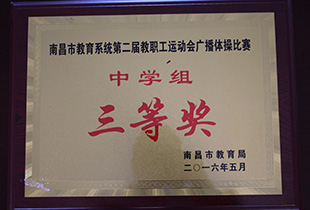 南昌市教育系统第二届教职工运动会广播体操比赛
中学组
三等奖
南昌市教育局
二〇一六年五月